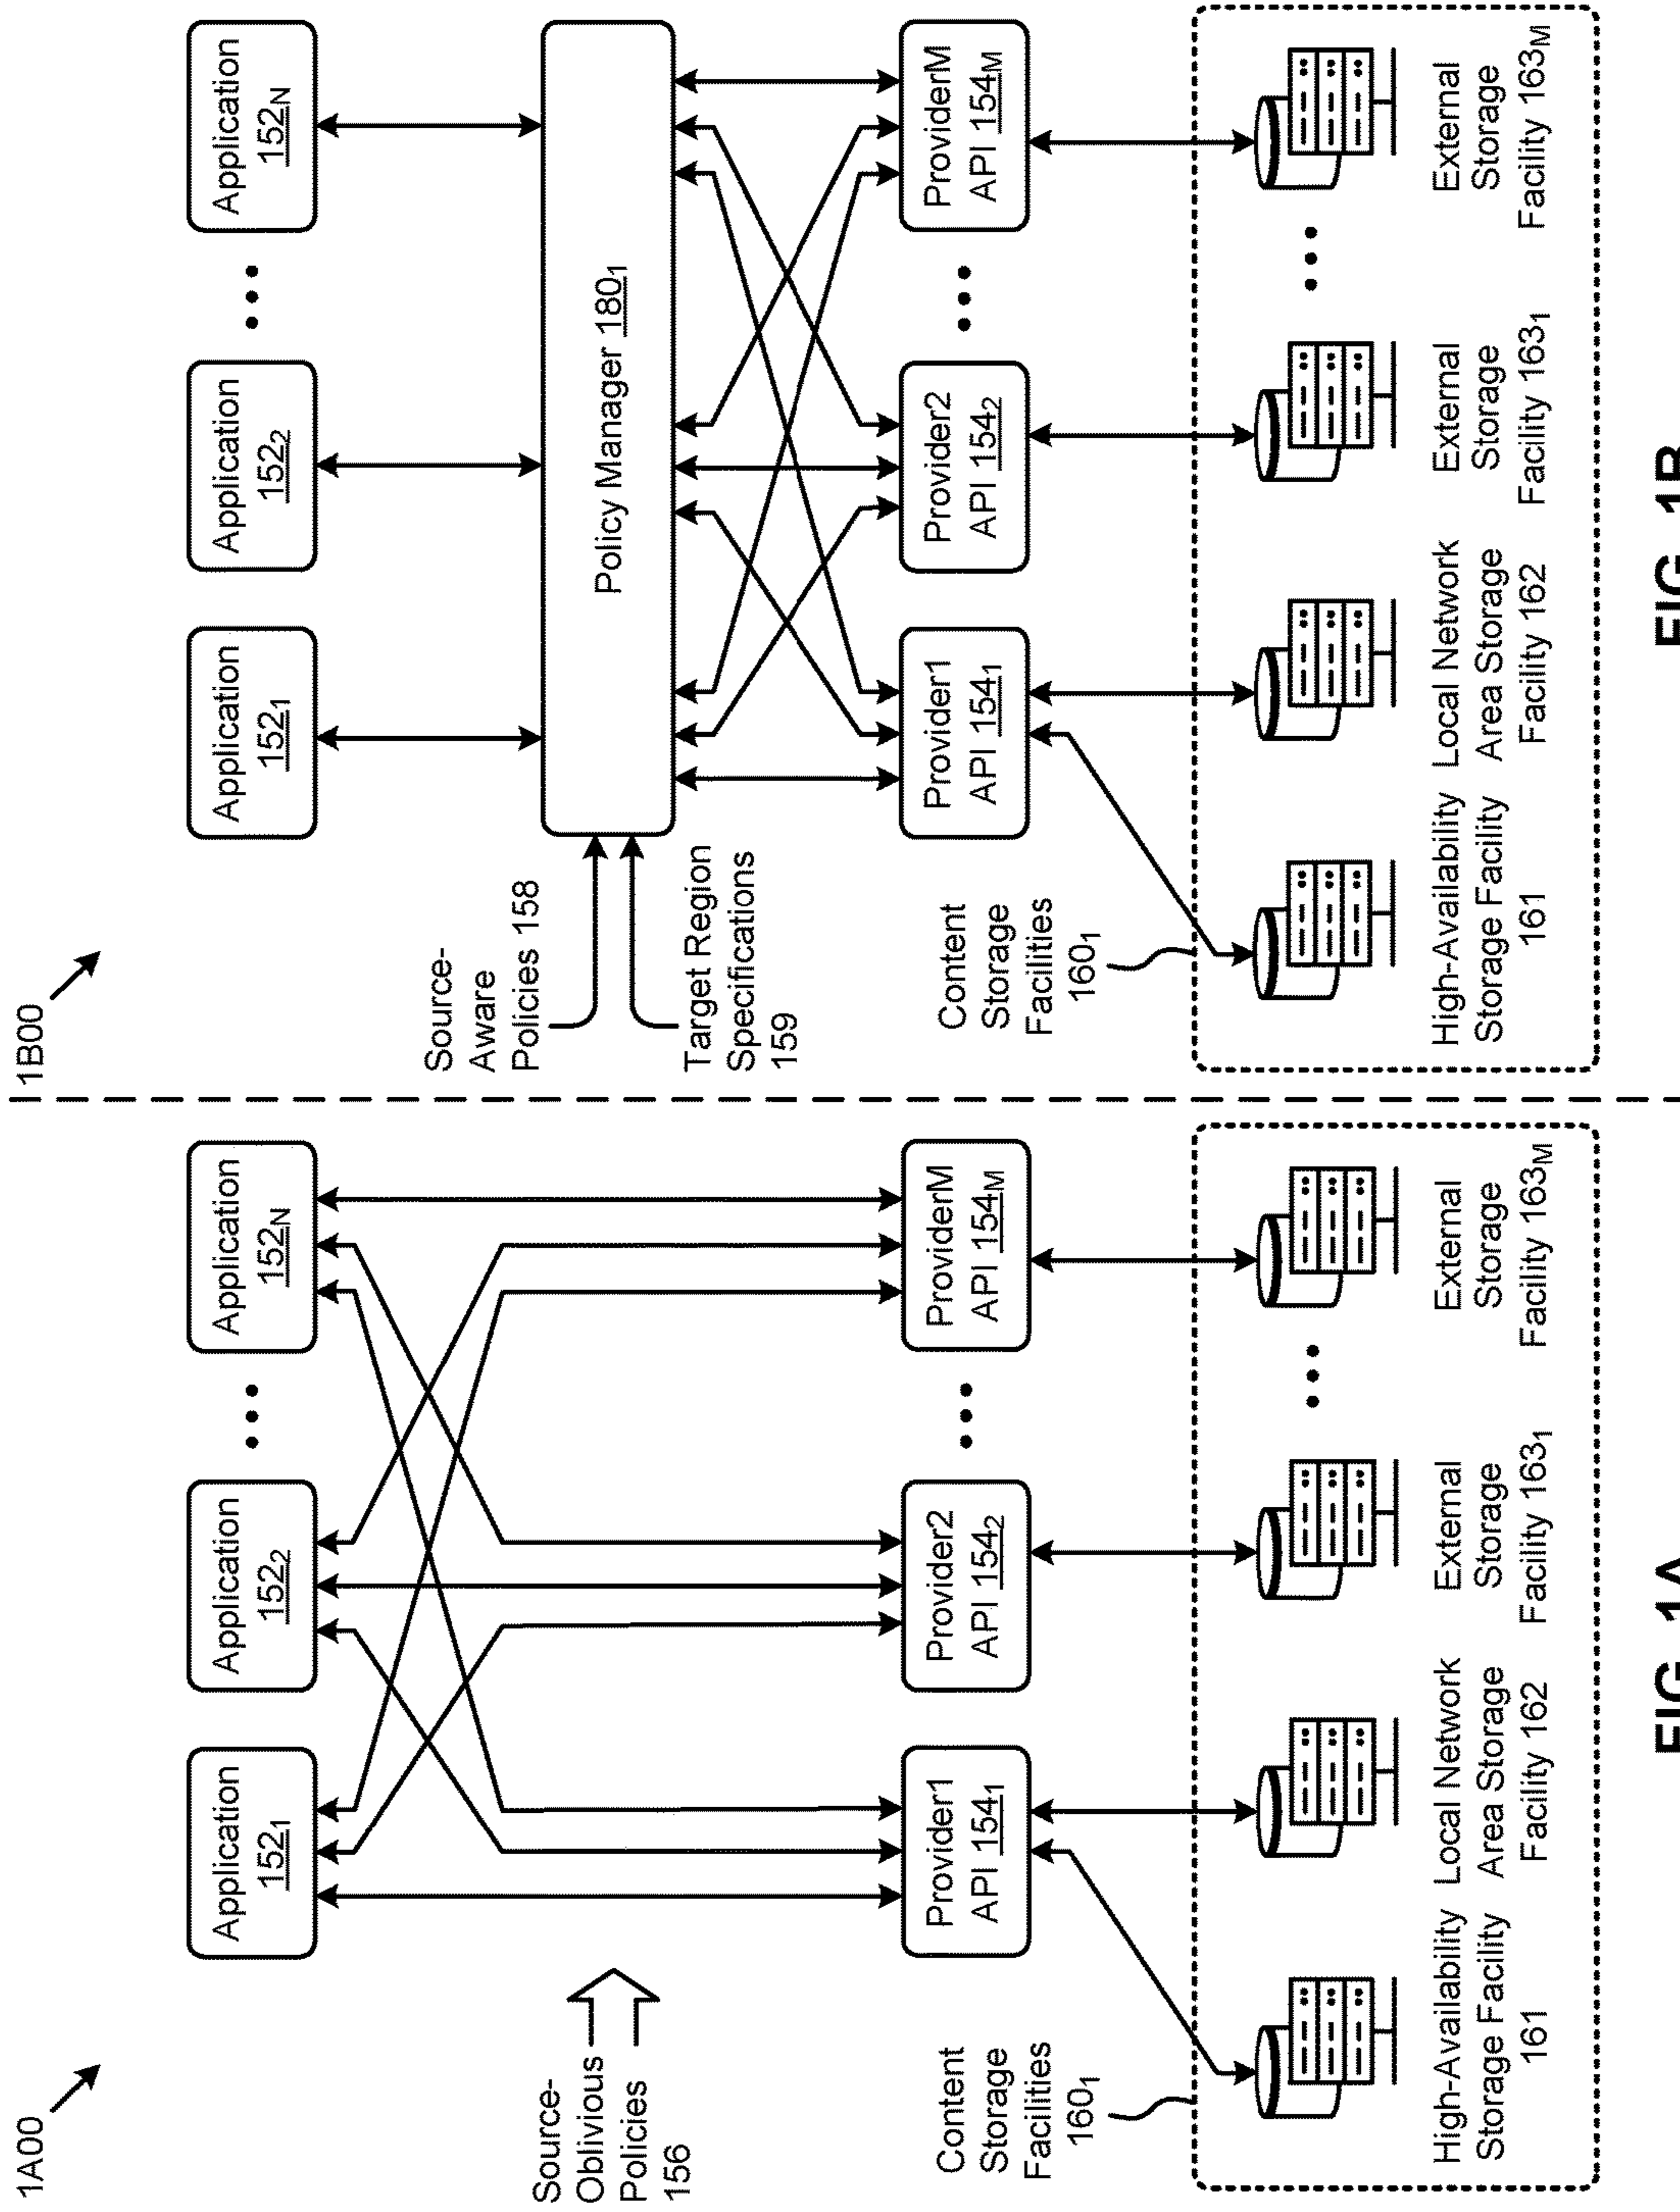 1A00
Application
152₁
Application
152₂
Application
152N
Source-
Oblivious
Policies
156
Provider1
API 154₁
Provider2
API 154₂
ProviderM
API 154M
Content
Storage
Facilities
160₁
High-Availability
Storage Facility
161
Local Network
Area Storage
Facility 162
External
Storage
Facility 163₁
External
Storage
Facility 163M
FIG. 1A
1B00
Application
152₁
Application
152₂
Application
152N
Source-
Aware
Policies 158
Policy Manager 180₁
Target Region
Specifications
159
Provider1
API 154₁
Provider2
API 154₂
ProviderM
API 154M
Content
Storage
Facilities
160₁
High-Availability
Storage Facility
161
Local Network
Area Storage
Facility 162
External
Storage
Facility 163₁
External
Storage
Facility 163M
FIG. 1B